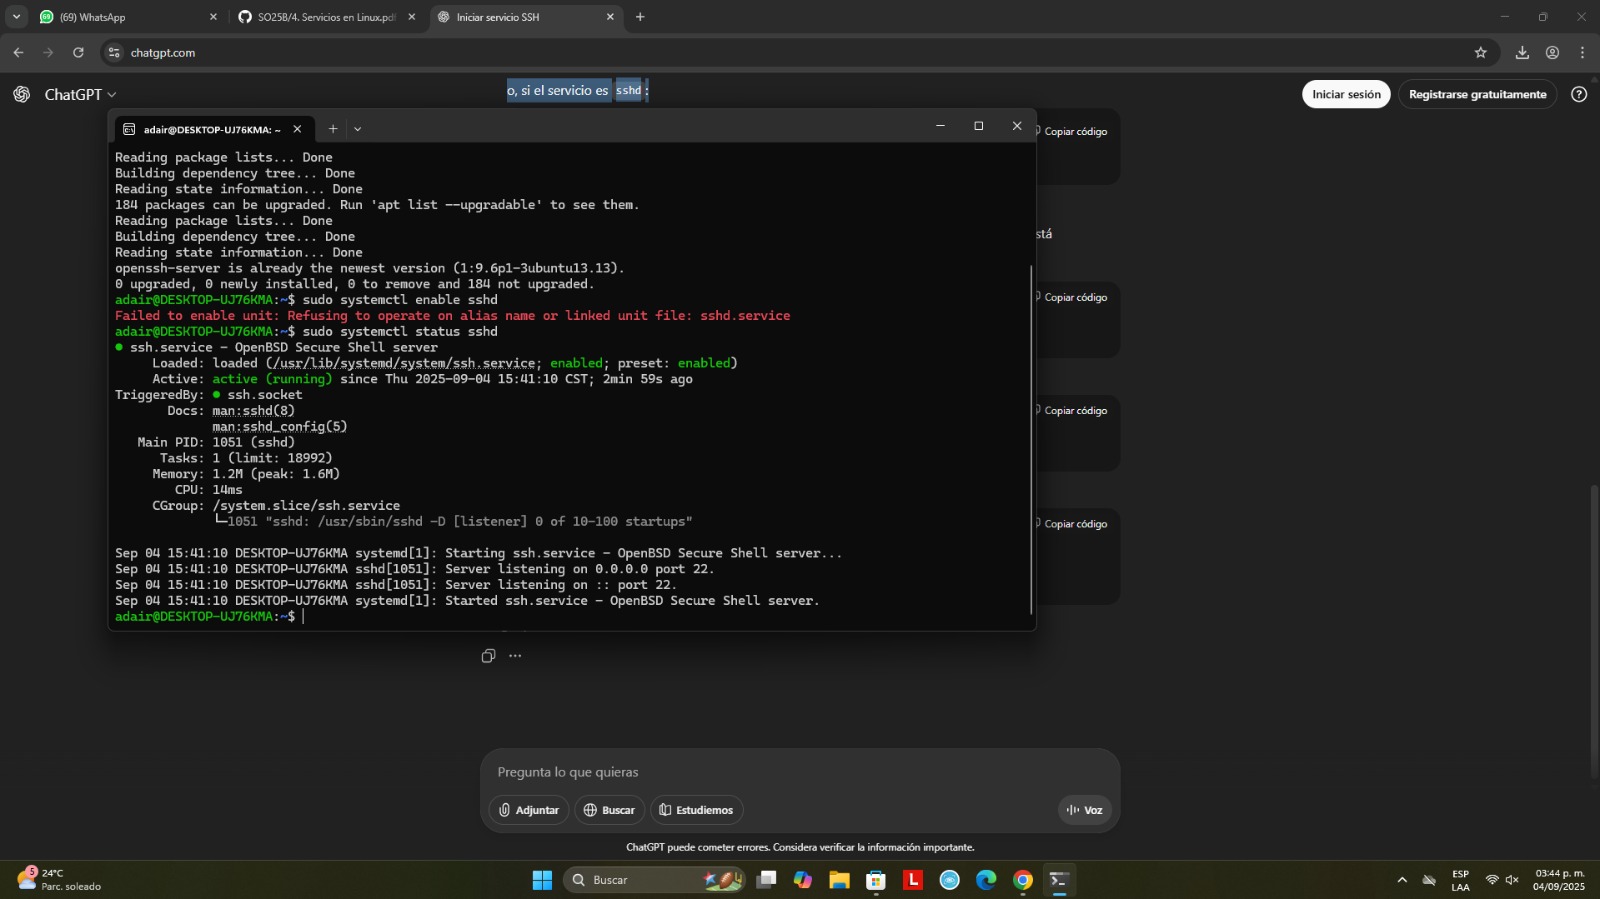 (69) WhatsApp
SO25B/4. Servicios en Linux.pdf
Iniciar servicio SSH
chatgpt.com
ChatGPT
o, si el servicio es sshd:
Iniciar sesión
Registrarse gratuitamente
adair@DESKTOP-UJ76KMA: ~
Copiar código
Reading package lists... Done
Building dependency tree... Done
Reading state information... Done
184 packages can be upgraded. Run 'apt list --upgradable' to see them.
Reading package lists... Done
stá
Building dependency tree... Done
Reading state information... Done
openssh-server is already the newest version (1:9.6p1-3ubuntu13.13).
0 upgraded, 0 newly installed, 0 to remove and 184 not upgraded.
Copiar código
adair@DESKTOP-UJ76KMA:~$ sudo systemctl enable sshd
Failed to enable unit: Refusing to operate on alias name or linked unit file: sshd.service
adair@DESKTOP-UJ76KMA:~$ sudo systemctl status sshd
● ssh.service - OpenBSD Secure Shell server
Loaded: loaded (/usr/lib/systemd/system/ssh.service; enabled; preset: enabled)
Active: active (running) since Thu 2025-09-04 15:41:10 CST; 2min 59s ago
TriggeredBy: ● ssh.socket
Docs: man:sshd(8)
Copiar código
man:sshd_config(5)
Main PID: 1051 (sshd)
Tasks: 1 (limit: 18992)
Memory: 1.2M (peak: 1.6M)
CPU: 14ms
CGroup: /system.slice/ssh.service
└─1051 "sshd: /usr/sbin/sshd -D [listener] 0 of 10-100 startups"
Copiar código
Sep 04 15:41:10 DESKTOP-UJ76KMA systemd[1]: Starting ssh.service - OpenBSD Secure Shell server...
Sep 04 15:41:10 DESKTOP-UJ76KMA sshd[1051]: Server listening on 0.0.0.0 port 22.
Sep 04 15:41:10 DESKTOP-UJ76KMA sshd[1051]: Server listening on :: port 22.
Sep 04 15:41:10 DESKTOP-UJ76KMA systemd[1]: Started ssh.service - OpenBSD Secure Shell server.
adair@DESKTOP-UJ76KMA:~$
Pregunta lo que quieras
Adjuntar
Buscar
Estudiemos
Voz
ChatGPT puede cometer errores. Considera verificar la información importante.
5
24°C
Parc. soleado
Buscar
L
ESP
LAA
03:44 p. m.
04/09/2025